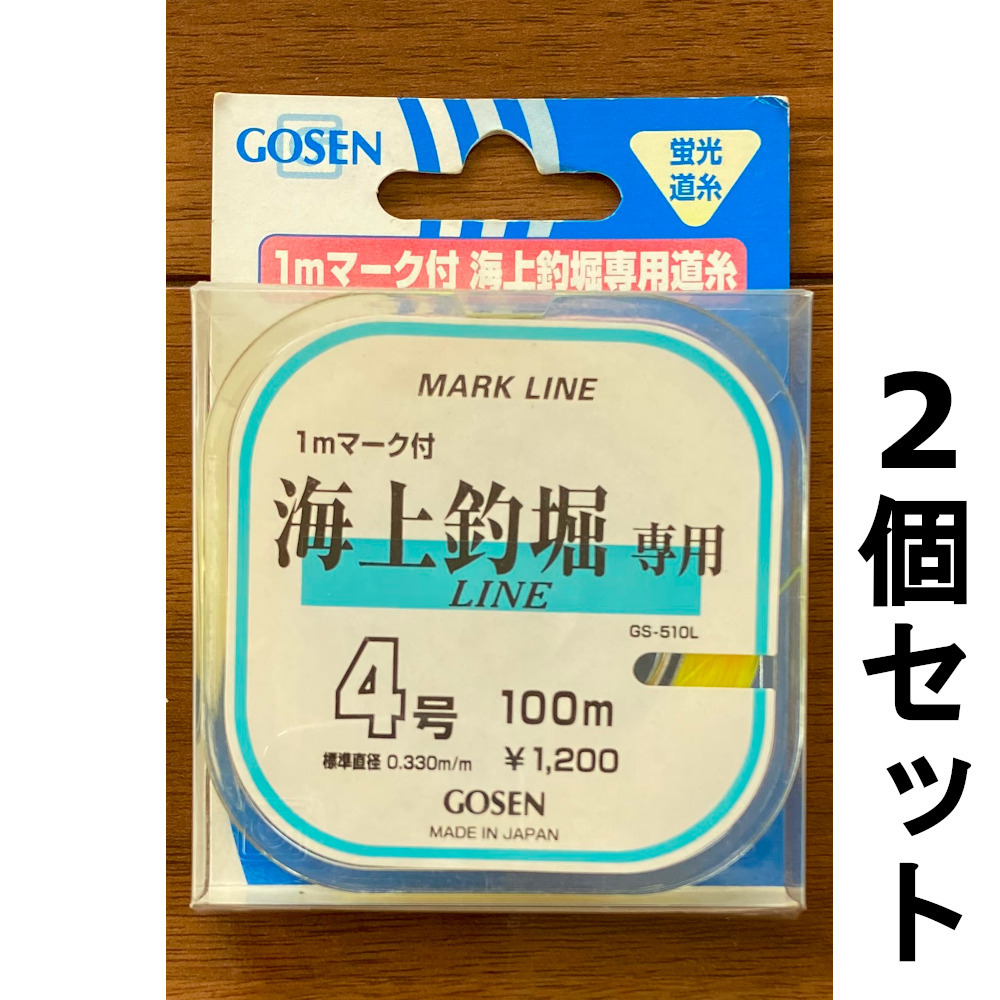 GOSEN
蛍光
道糸
1mマーク付 海上釣堀専用道糸
MARK LINE
1mマーク付
海上釣堀 専用
LINE
GS-510L
4号 100m
標準直径 0.330m/m ¥1,200
GOSEN
MADE IN JAPAN
2個セット